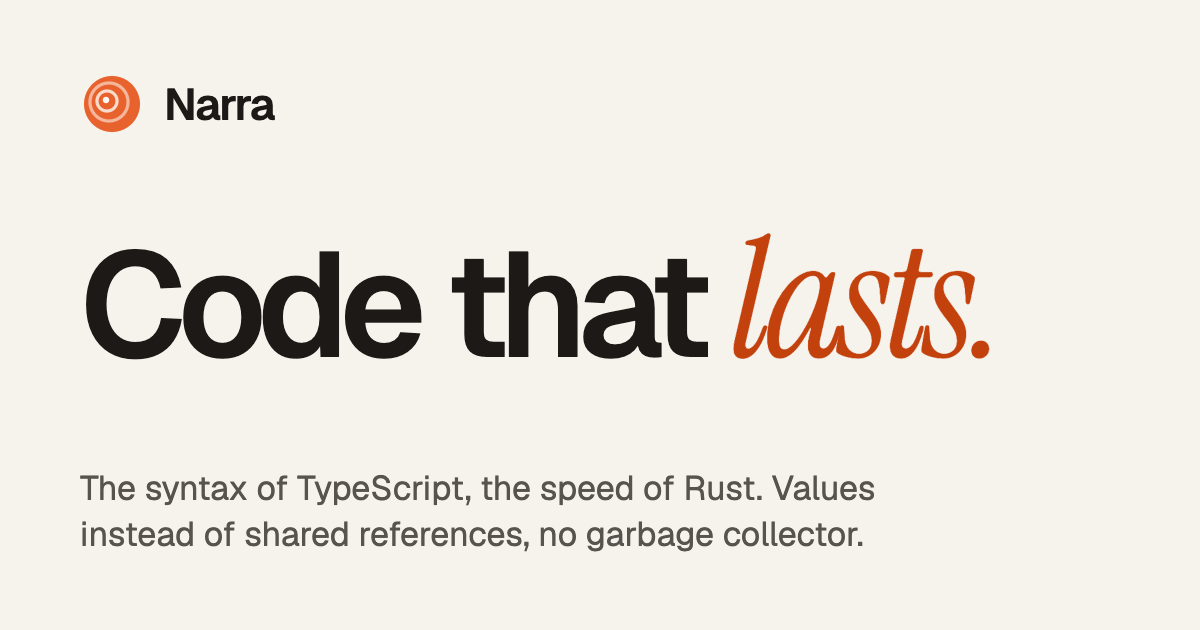 Narra
Code that lasts.
The syntax of TypeScript, the speed of Rust. Values
instead of shared references, no garbage collector.